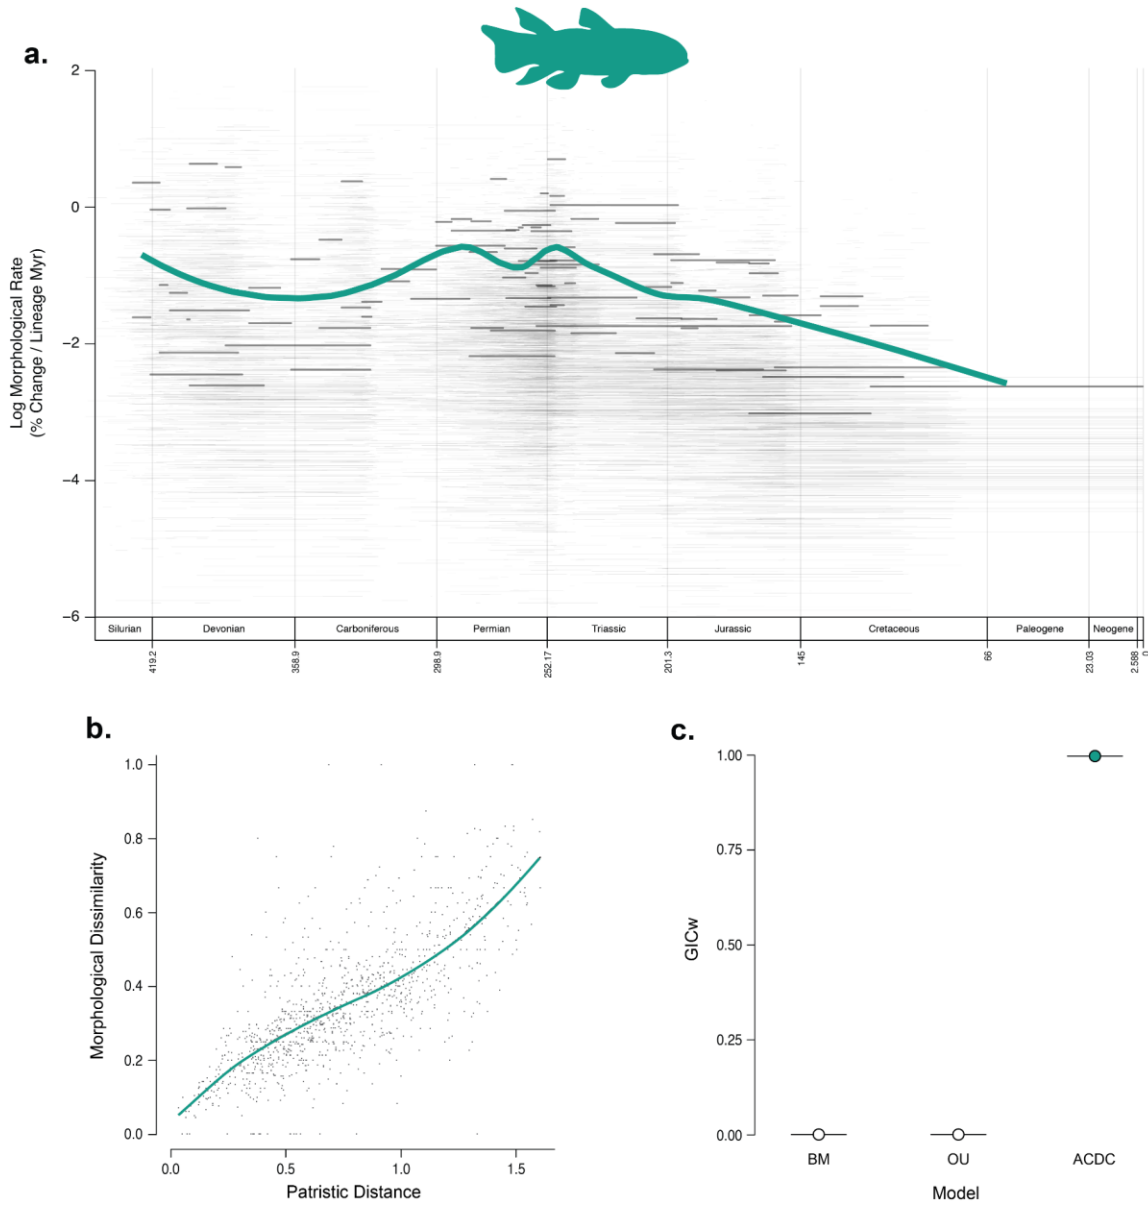 a.
2
0
−2
−4
−6
Log Morphological Rate
(% Change / Lineage Myr)
Silurian Devonian Carboniferous Permian Triassic Jurassic Cretaceous Paleogene Neogene
419.2 358.9 298.9 252.17 201.3 145 66 23.03 2.588 0
b.
1.0
0.8
0.6
0.4
0.2
0.0
Morphological Dissimilarity
0.0 0.5 1.0 1.5
Patristic Distance
c.
1.00
0.75
0.50
0.25
0.00
GICw
BM OU ACDC
Model